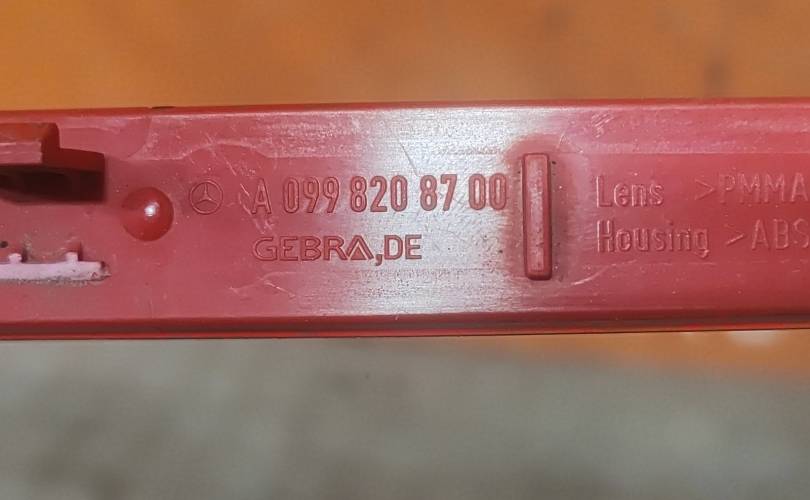 A 099 820 87 00
GEBRA,DE
Lens >PMMA
Housing >ABS